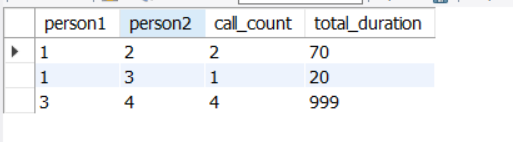 person1 person2 call_count total_duration
1 2 2 70
1 3 1 20
3 4 4 999